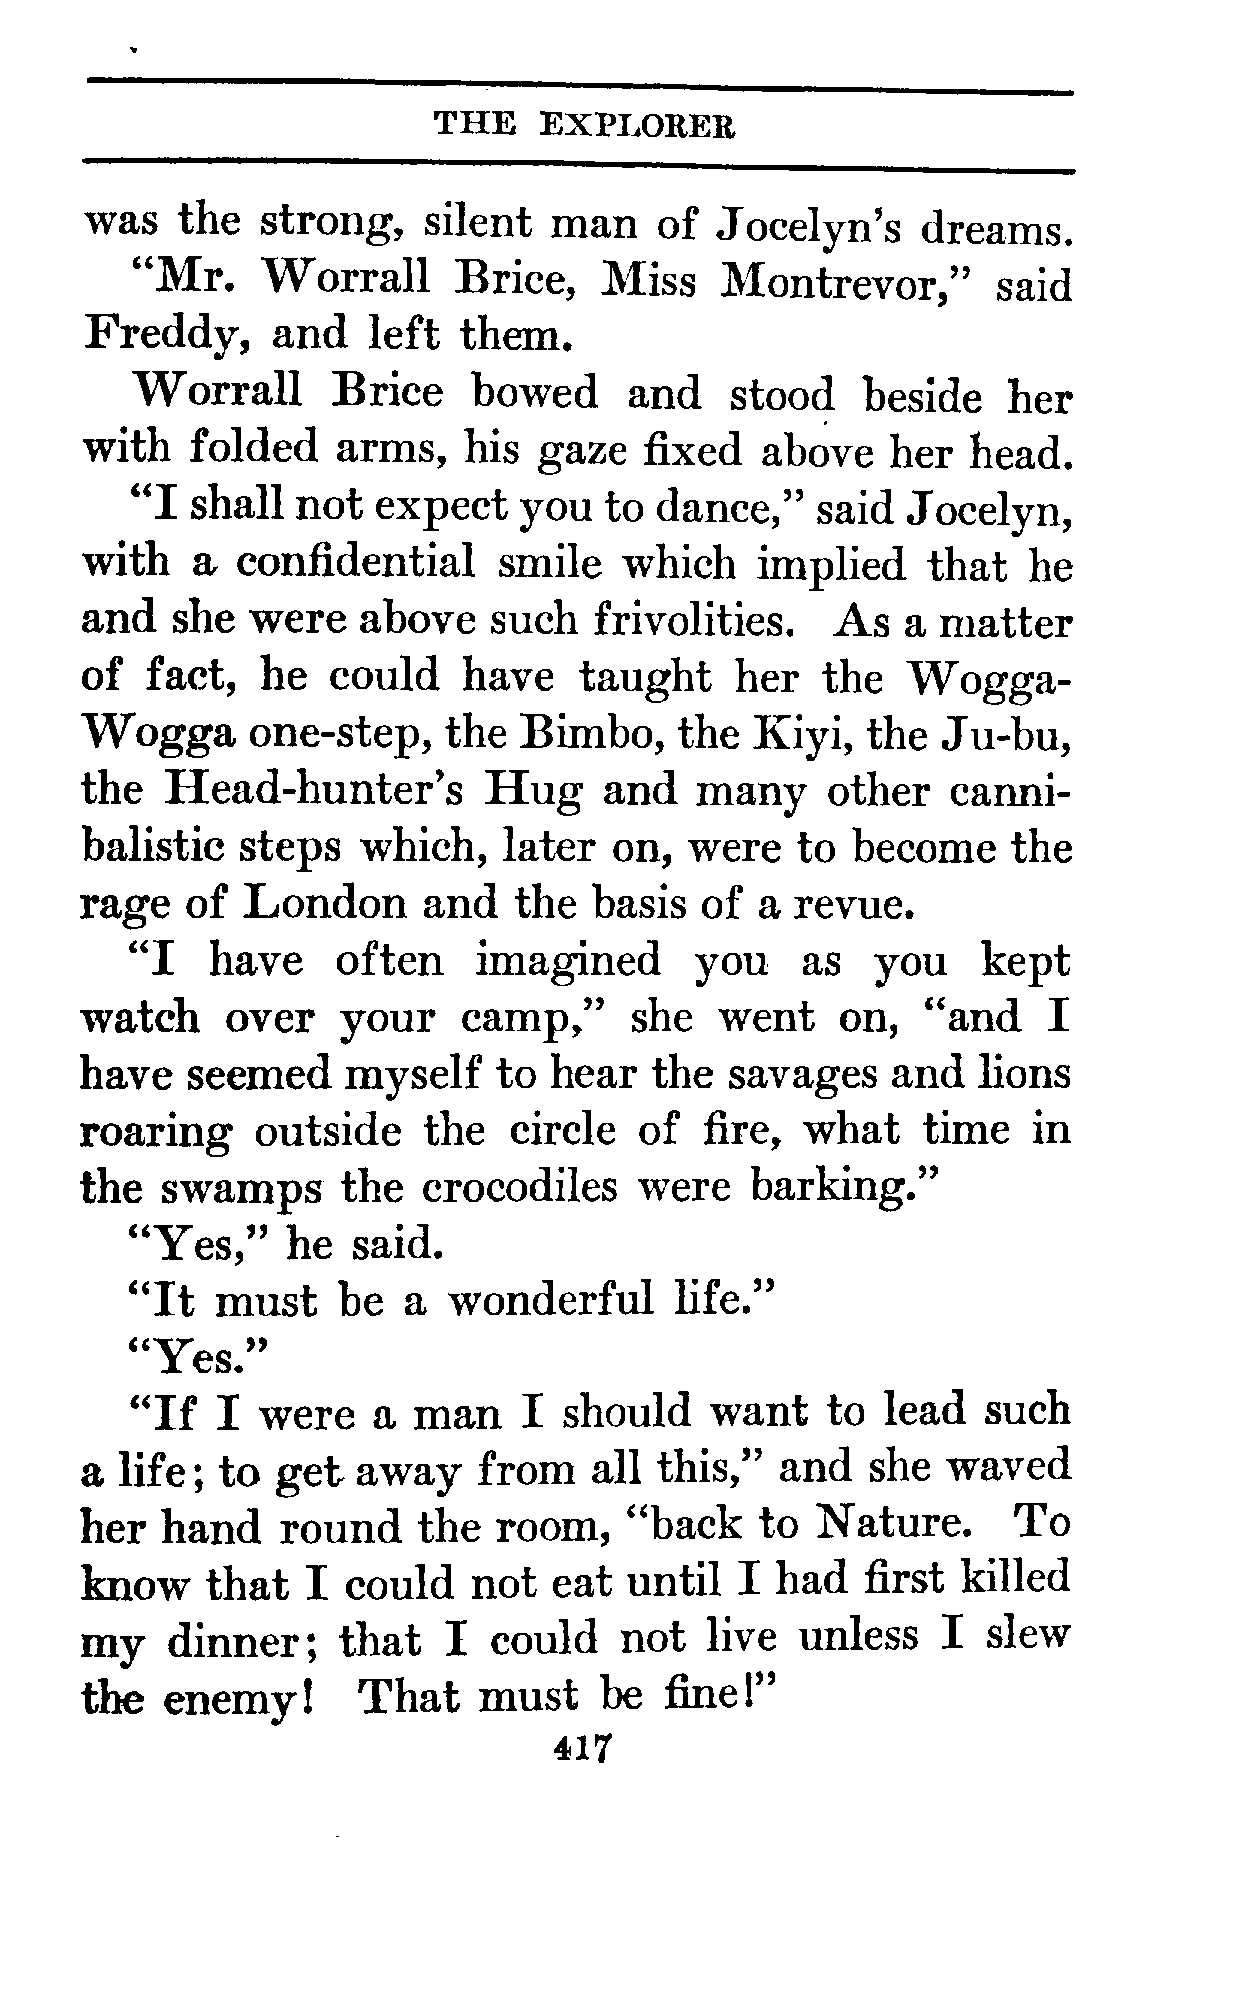 THE EXPLORER
was the strong, silent man of Jocelyn's dreams.
“Mr. Worrall Brice, Miss Montrevor,” said
Freddy, and left them.
Worrall Brice bowed and stood beside her
with folded arms, his gaze fixed above her head.
“I shall not expect you to dance,” said Jocelyn,
with a confidential smile which implied that he
and she were above such frivolities. As a matter
of fact, he could have taught her the Wogga-
Wogga one-step, the Bimbo, the Kiyi, the Ju-bu,
the Head-hunter's Hug and many other canni-
balistic steps which, later on, were to become the
rage of London and the basis of a revue.
“I have often imagined you as you kept
watch over your camp,” she went on, “and I
have seemed myself to hear the savages and lions
roaring outside the circle of fire, what time in
the swamps the crocodiles were barking.”
“Yes,” he said.
“It must be a wonderful life.”
“Yes.”
“If I were a man I should want to lead such
a life; to get away from all this,” and she waved
her hand round the room, “back to Nature. To
know that I could not eat until I had first killed
my dinner; that I could not live unless I slew
the enemy! That must be fine!”
417